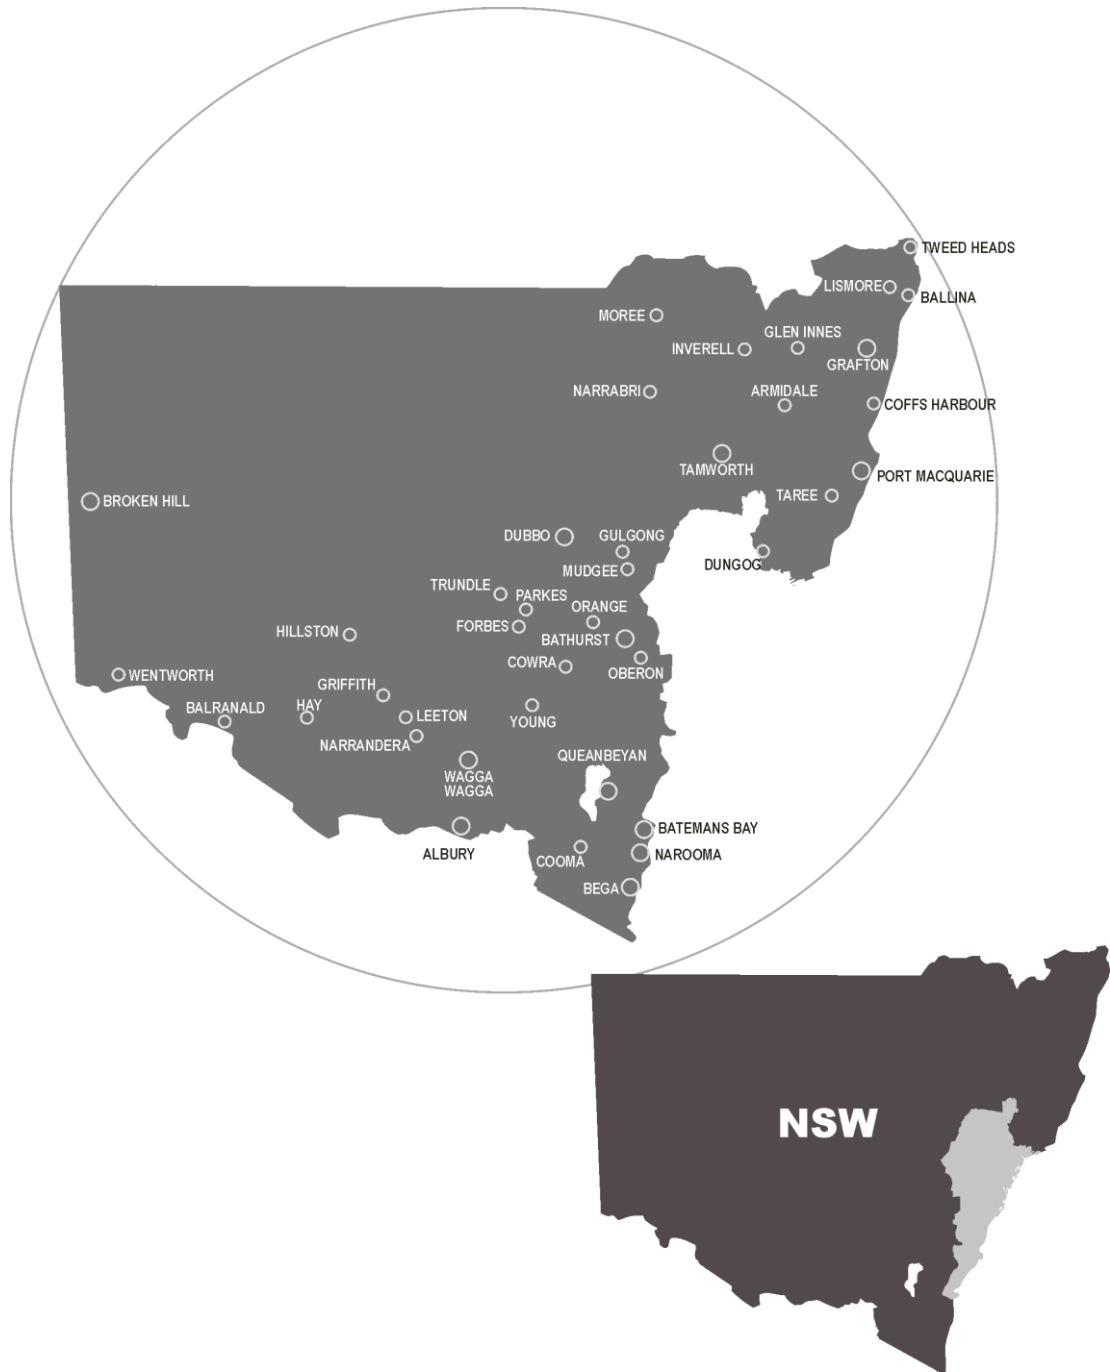 TWEED HEADS
LISMORE
BALLINA
MOREE
GLEN INNES
INVERELL
GRAFTON
NARRABRI
ARMIDALE
COFFS HARBOUR
TAMWORTH
PORT MACQUARIE
TAREE
BROKEN HILL
DUBBO
GULGONG
DUNGOG
MUDGEE
TRUNDLE
PARKES
ORANGE
FORBES
HILLSTON
BATHURST
COWRA
OBERON
WENTWORTH
GRIFFITH
BALRANALD
HAY
LEETON
YOUNG
NARRANDERA
QUEANBEYAN
WAGGA
WAGGA
BATEMANS BAY
ALBURY
NAROOMA
COOMA
BEGA
NSW